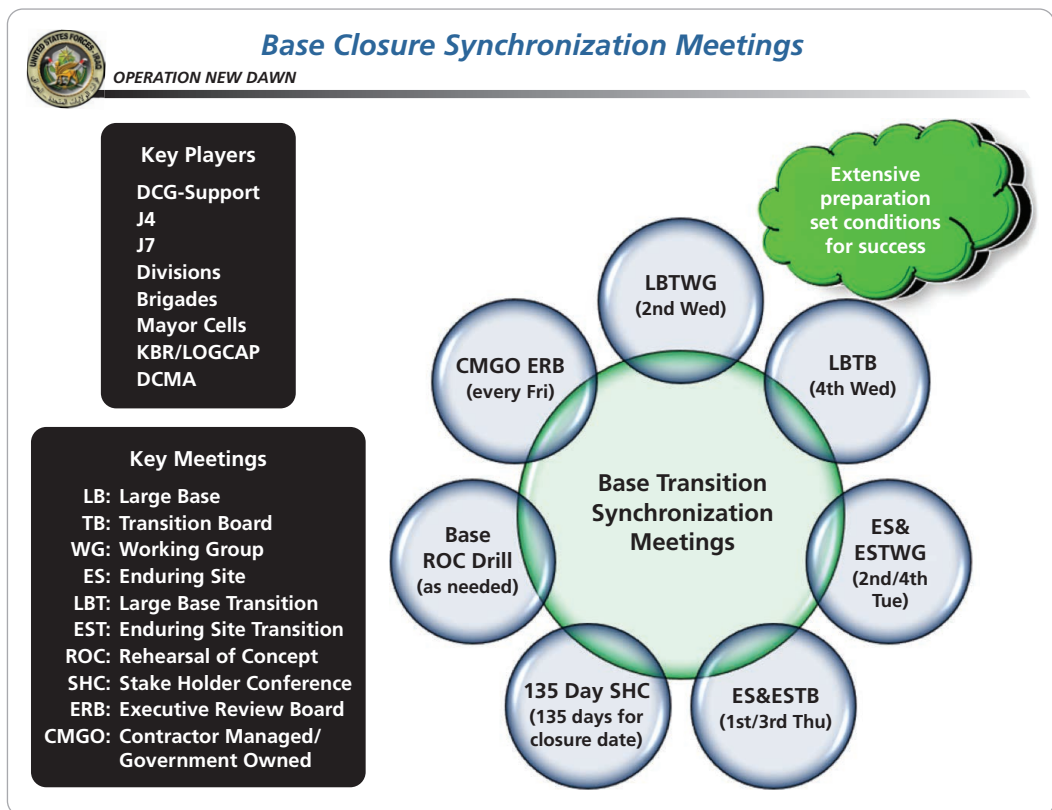 Base Closure Synchronization Meetings
UNITED STATES FORCES - IRAQ
OPERATION NEW DAWN
Key Players
DCG-Support
J4
J7
Divisions
Brigades
Mayor Cells
KBR/LOGCAP
DCMA
Key Meetings
LB: Large Base
TB: Transition Board
WG: Working Group
ES: Enduring Site
LBT: Large Base Transition
EST: Enduring Site Transition
ROC: Rehearsal of Concept
SHC: Stake Holder Conference
ERB: Executive Review Board
CMGO: Contractor Managed/
Government Owned
Extensive
preparation
set conditions
for success
LBTWG
(2nd Wed)
LBTB
(4th Wed)
ES&
ESTWG
(2nd/4th
Tue)
ES&ESTB
(1st/3rd Thu)
135 Day SHC
(135 days for
closure date)
Base
ROC Drill
(as needed)
CMGO ERB
(every Fri)
Base Transition
Synchronization
Meetings